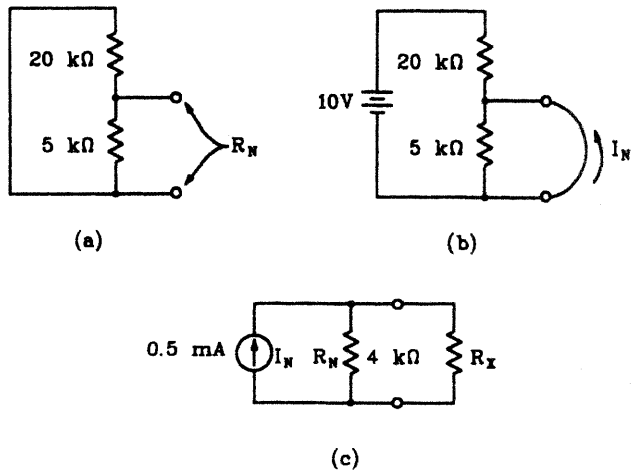 20 kΩ
5 kΩ
R_N
(a)
10V
20 kΩ
5 kΩ
I_N
(b)
0.5 mA
I_N
R_N
4 kΩ
R_X
(c)